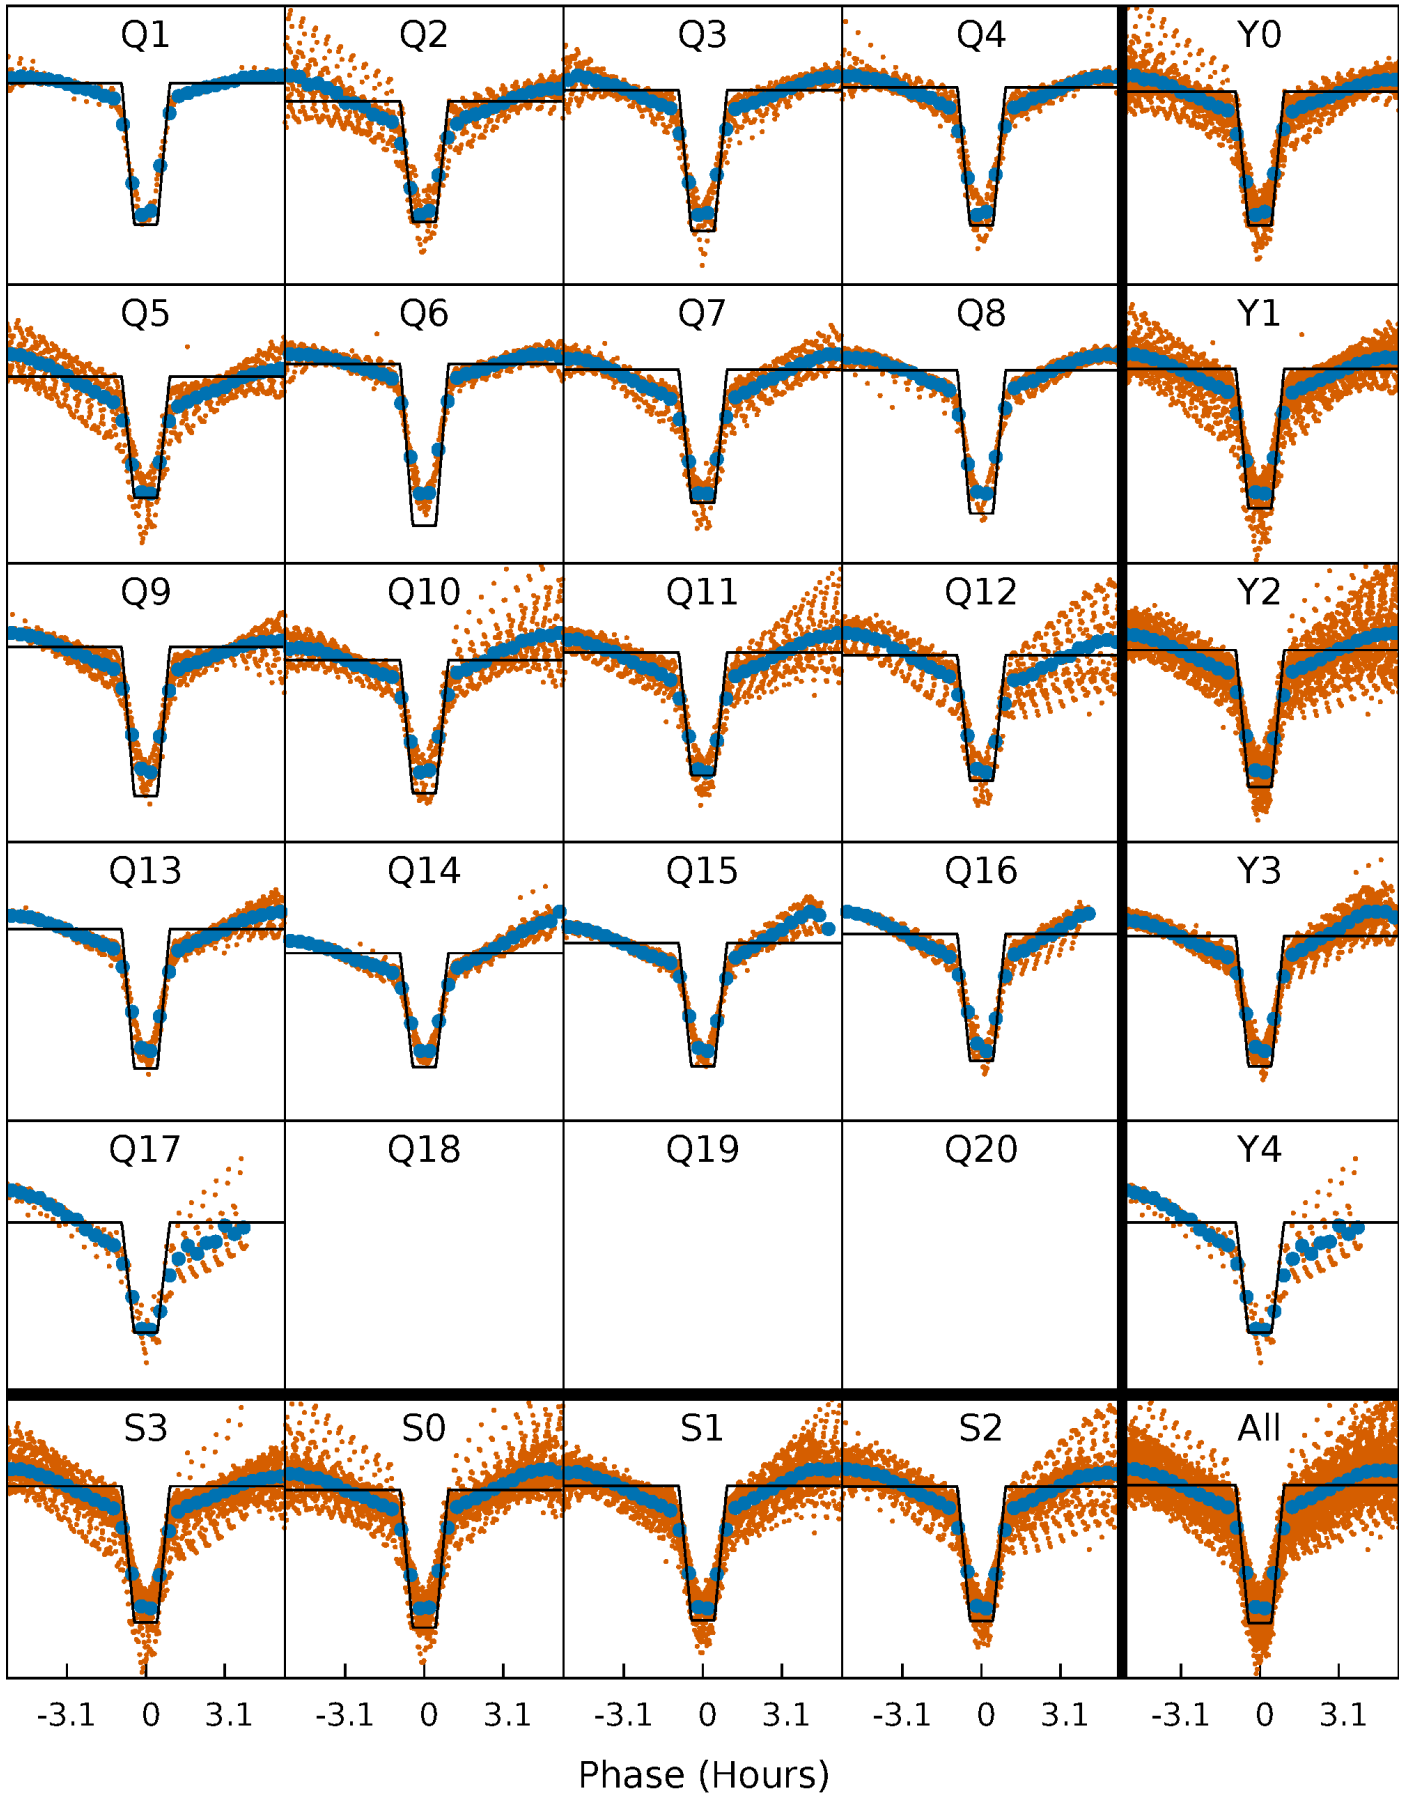 Q1 Q2 Q3 Q4 Y0
Q5 Q6 Q7 Q8 Y1
Q9 Q10 Q11 Q12 Y2
Q13 Q14 Q15 Q16 Y3
Q17 Q18 Q19 Q20 Y4
S3 S0 S1 S2 All
-3.1 0 3.1 -3.1 0 3.1 -3.1 0 3.1 -3.1 0 3.1 -3.1 0 3.1
Phase (Hours)